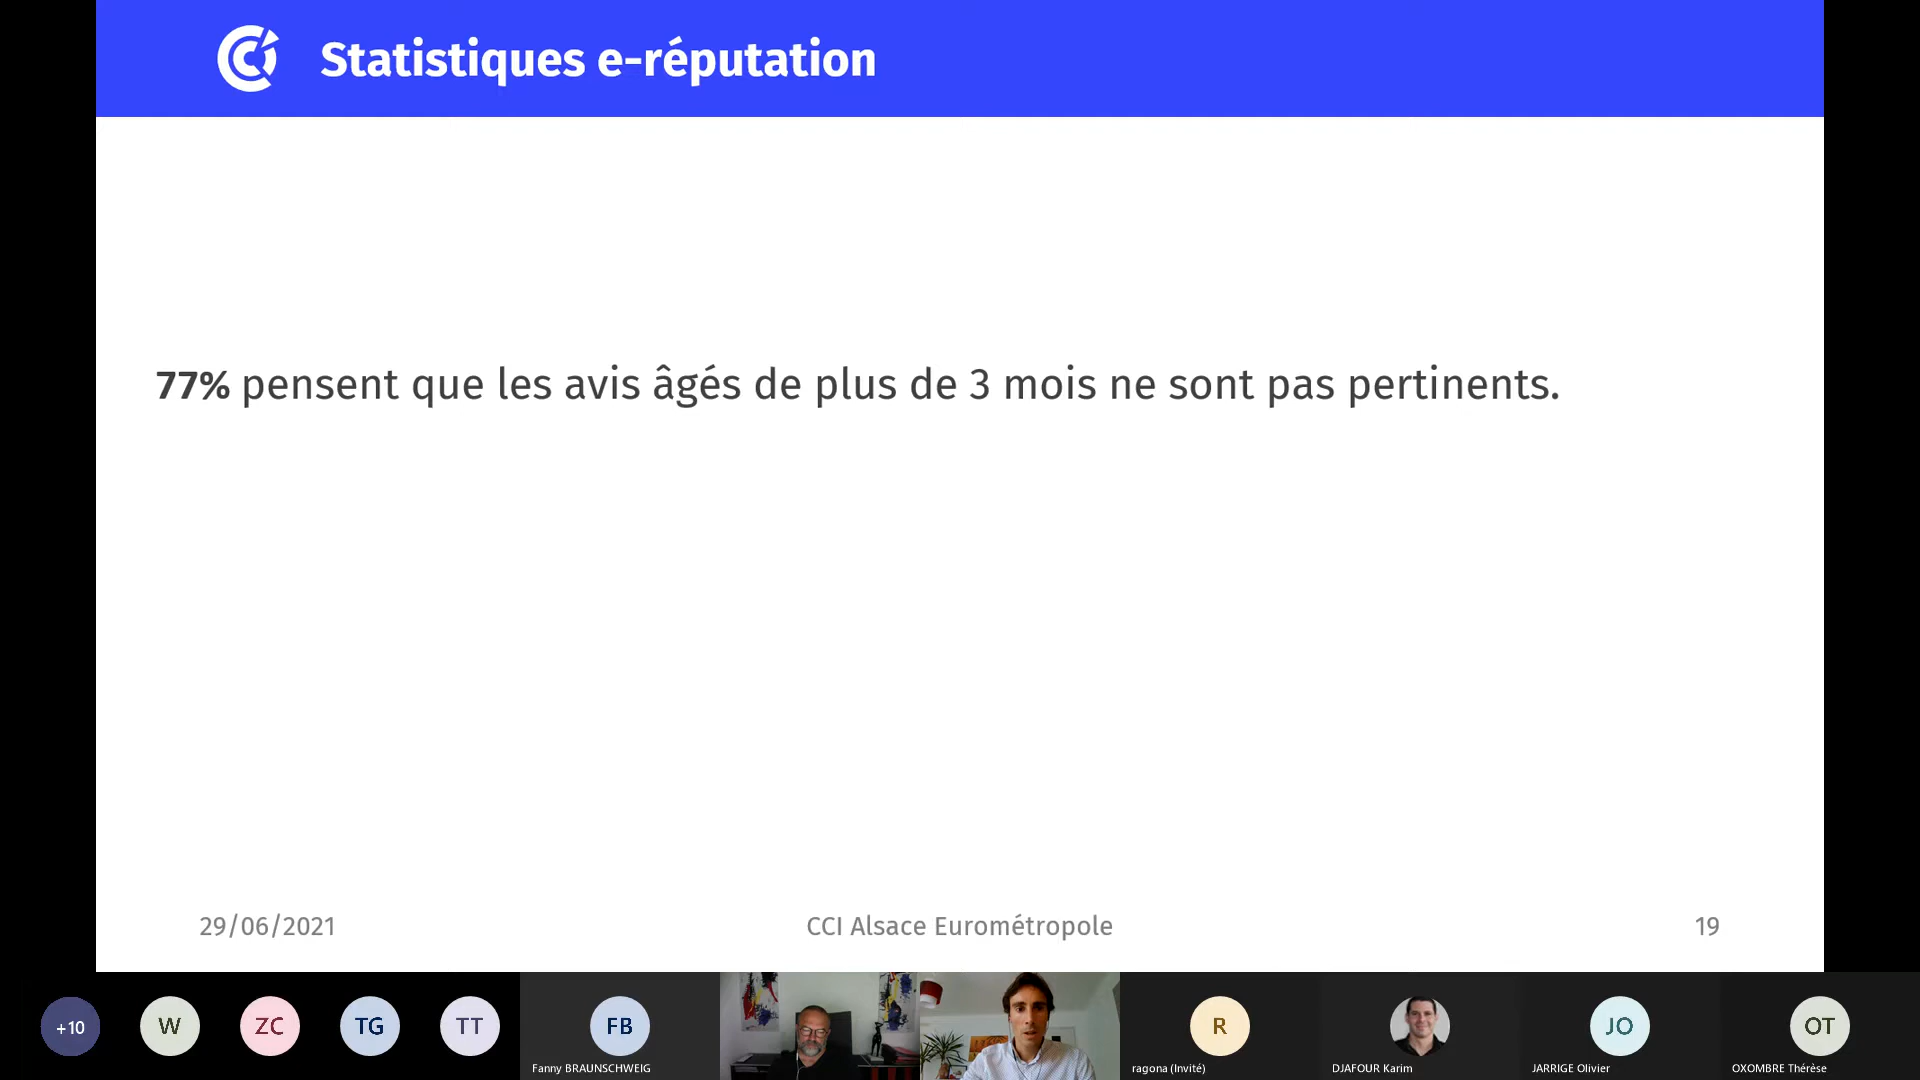 Statistiques e-réputation
77% pensent que les avis âgés de plus de 3 mois ne sont pas pertinents.
29/06/2021
CCI Alsace Eurométropole
19
+10
W
ZC
TG
TT
FB
Fanny BRAUNSCHWEIG
R
ragona (Invité)
DJAFOUR Karim
JO
JARRIGE Olivier
OT
OXOMBRE Thérèse